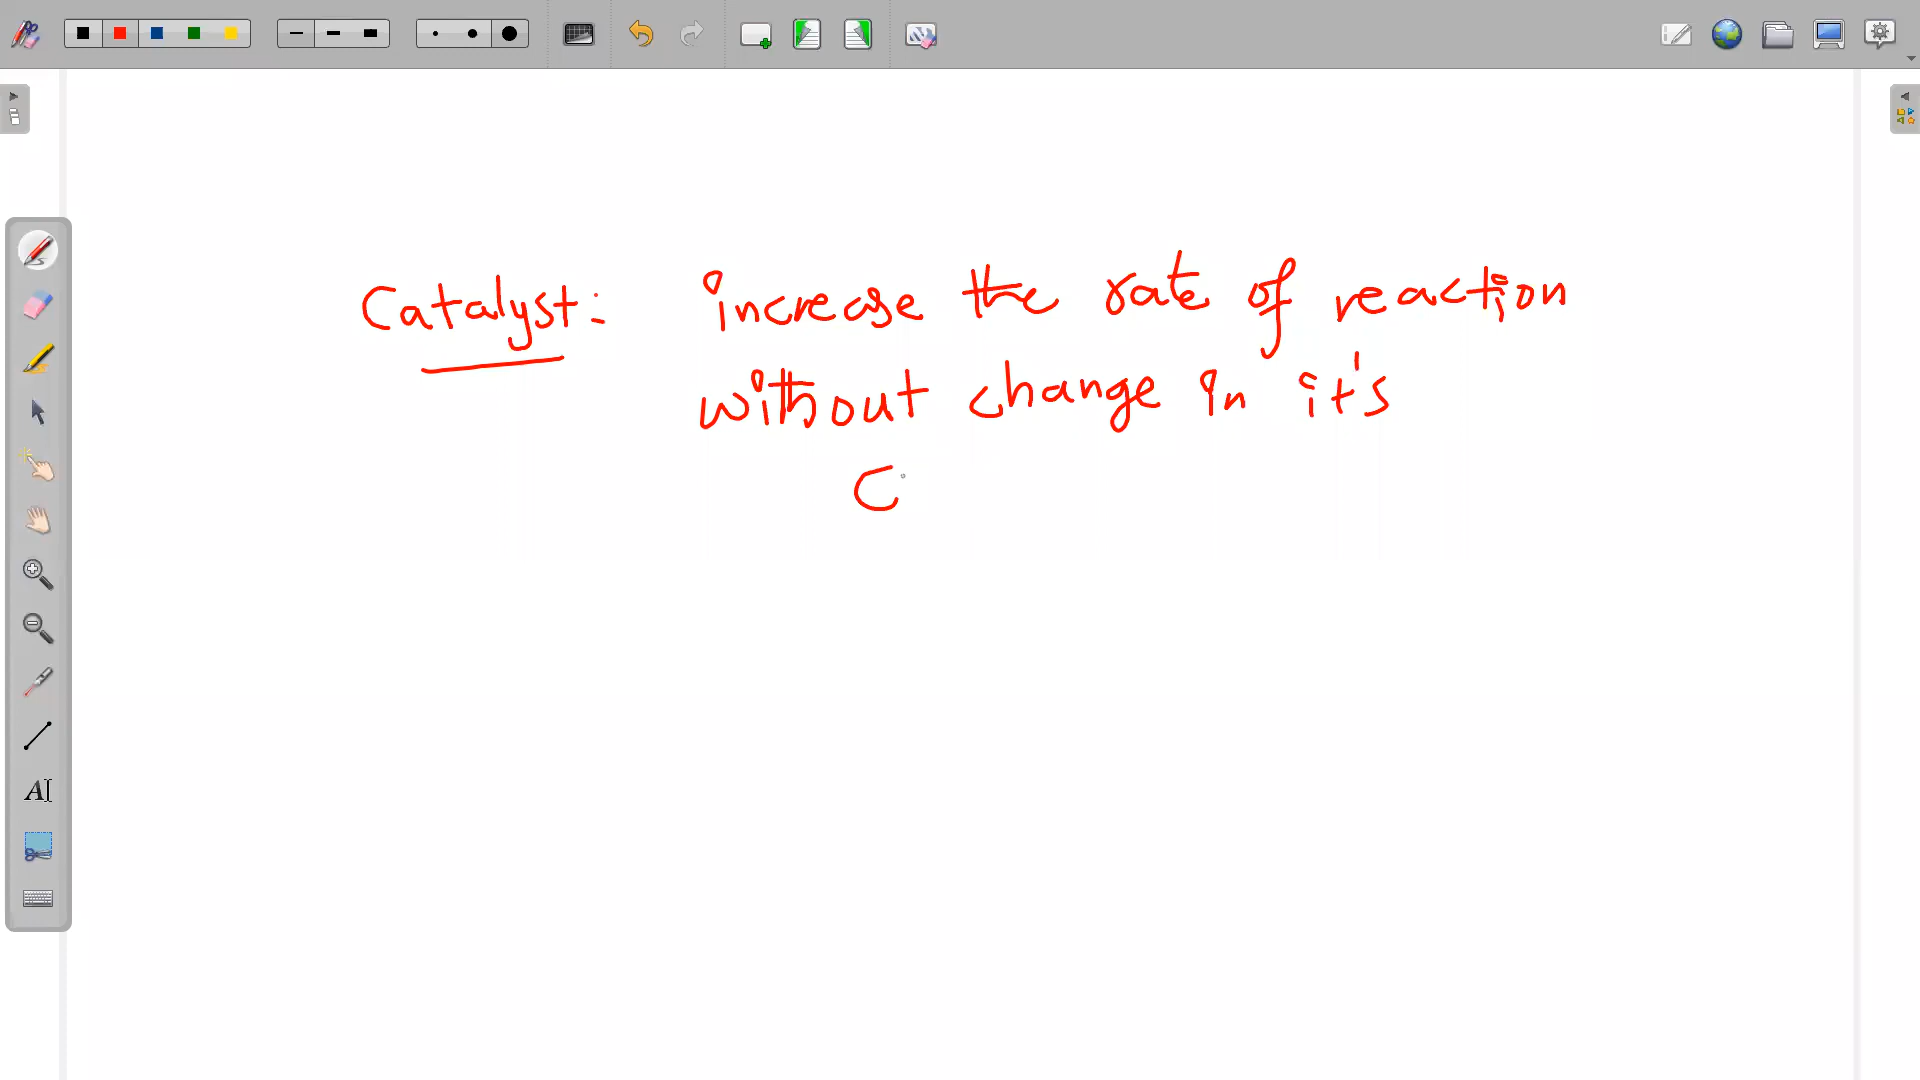 Catalyst: increase the rate of reaction
without change in it's
C